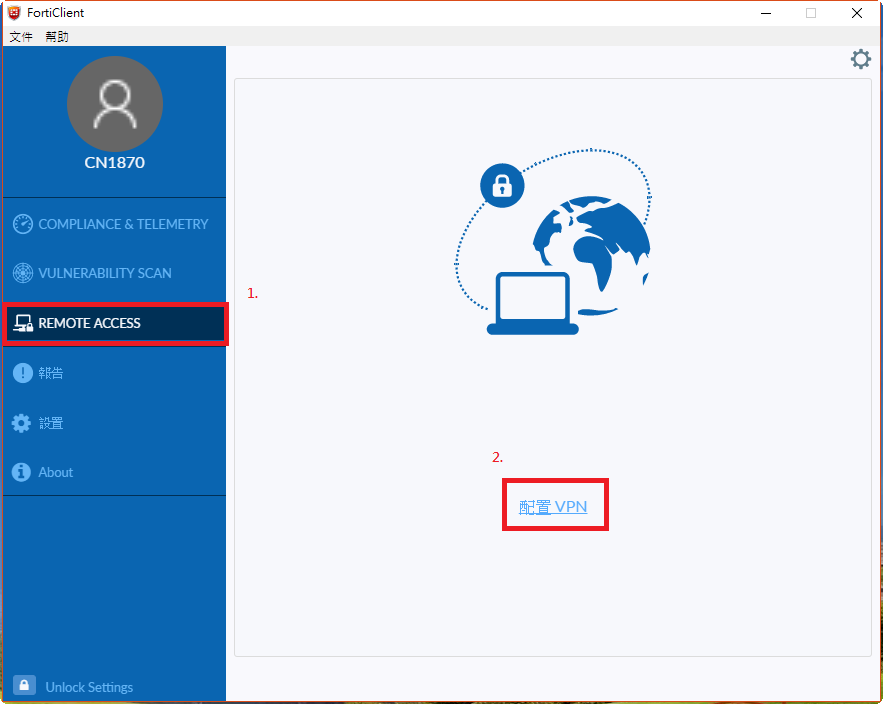 FortiClient
文件 幫助
CN1870
COMPLIANCE & TELEMETRY
VULNERABILITY SCAN
1.
REMOTE ACCESS
報告
設置
About
2.
配置 VPN
Unlock Settings